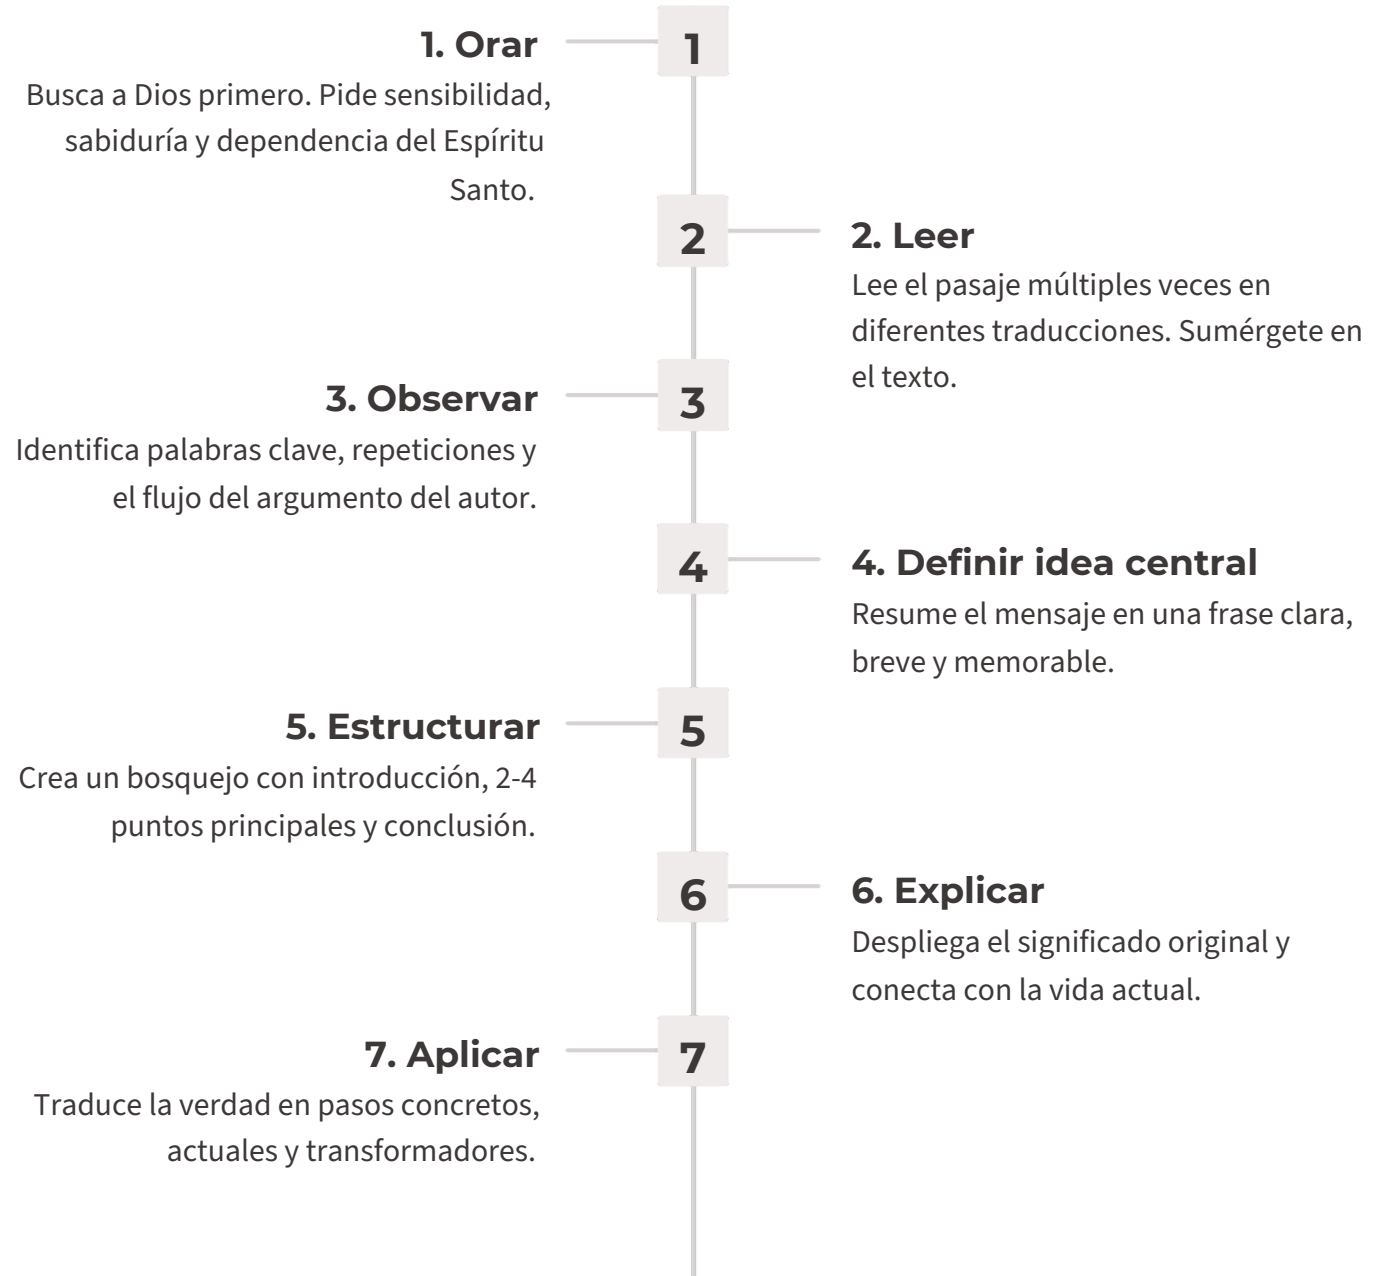 1. Orar
1
Busca a Dios primero. Pide sensibilidad,
sabiduría y dependencia del Espíritu
Santo.
2
2. Leer
Lee el pasaje múltiples veces en
diferentes traducciones. Sumérgete en
el texto.
3. Observar
3
Identifica palabras clave, repeticiones y
el flujo del argumento del autor.
4
4. Definir idea central
Resume el mensaje en una frase clara,
breve y memorable.
5. Estructurar
5
Crea un bosquejo con introducción, 2-4
puntos principales y conclusión.
6
6. Explicar
Despliega el significado original y
conecta con la vida actual.
7. Aplicar
7
Traduce la verdad en pasos concretos,
actuales y transformadores.